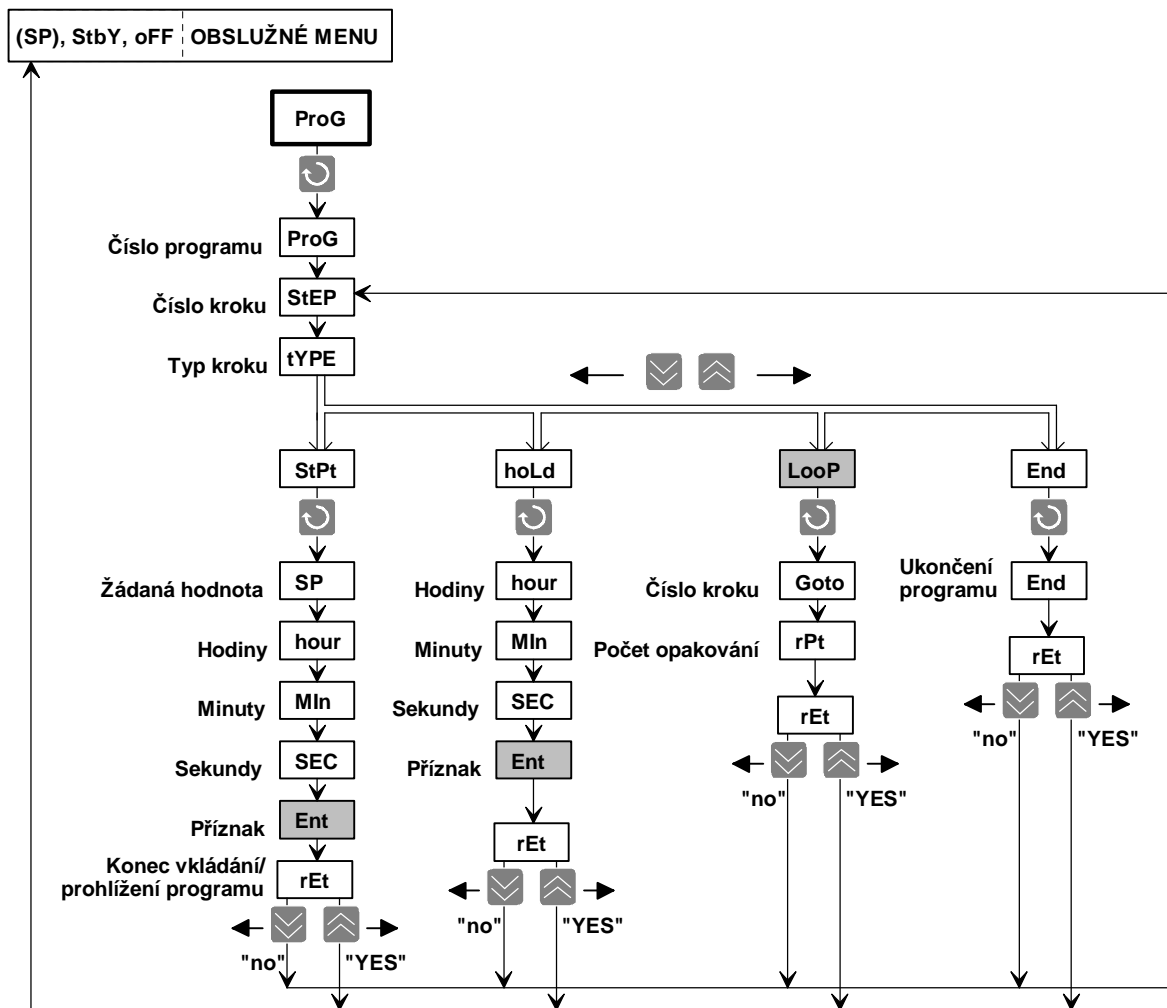 (SP), StbY, oFF OBSLUŽNÉ MENU
ProG
Číslo programu ProG
Číslo kroku StEP
Typ kroku tYPE
StPt hoLd LooP End
Žádaná hodnota SP Hodiny hour Číslo kroku Goto Ukončení
programu End
Hodiny hour Minuty MIn Počet opakování rPt rEt
Minuty MIn Sekundy SEC rEt "no" "YES"
Sekundy SEC Příznak Ent "no" "YES"
Příznak Ent rEt
Konec vkládání/
prohlížení programu rEt "no" "YES"
"no" "YES"